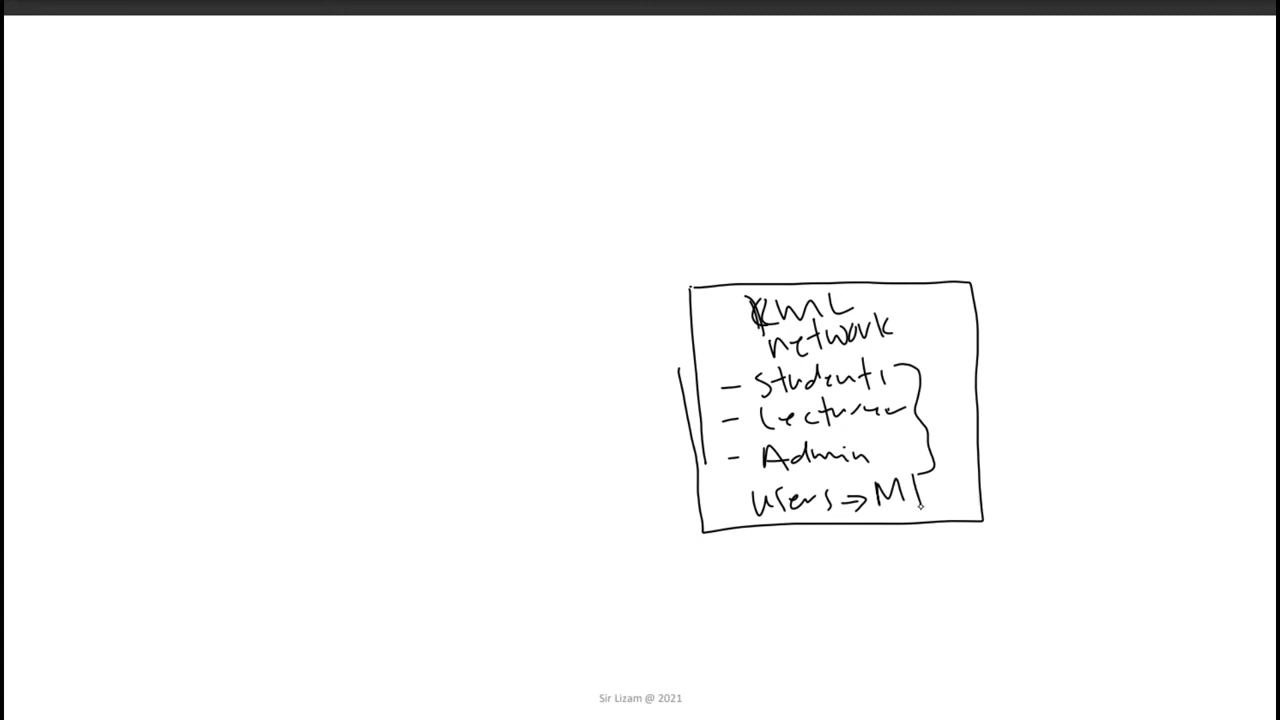 KML
network
- Students
- Lecturer
- Admin
Users ⇒ M
Sir Lizam @ 2021